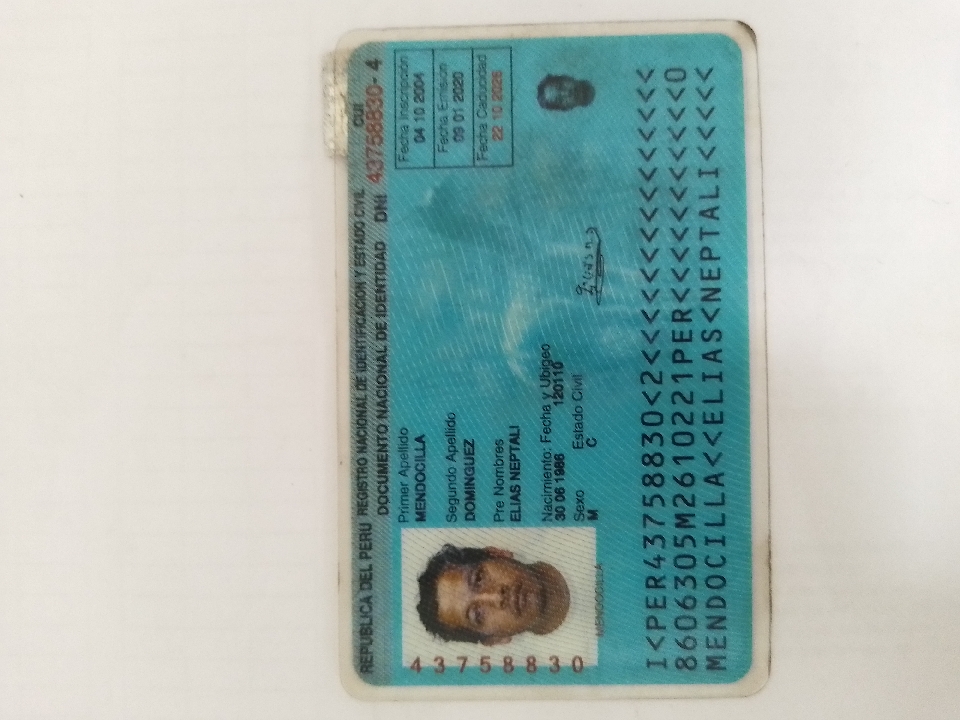 REPUBLICA DEL PERU REGISTRO NACIONAL DE IDENTIFICACION Y ESTADO CIVIL
DOCUMENTO NACIONAL DE IDENTIDAD DNI
CUI
43758830-4
Primer Apellido
MENDOCILLA
Segundo Apellido
DOMINGUEZ
Pre Nombres
ELIAS NEPTALI
Nacimiento: Fecha y Ubigeo
30 06 1986 120110
Sexo Estado Civil
M C
Fecha Inscripción
04 10 2004
Fecha Emisión
09 01 2020
Fecha Caducidad
22 10 2026
43758830
MENDOCILLA
I<PER43758830<2<<<<<<<<<<<<<<<
8606305M2610221PER<<<<<<<<<<<0
MENDOCILLA<<ELIAS<NEPTALI<<<<<